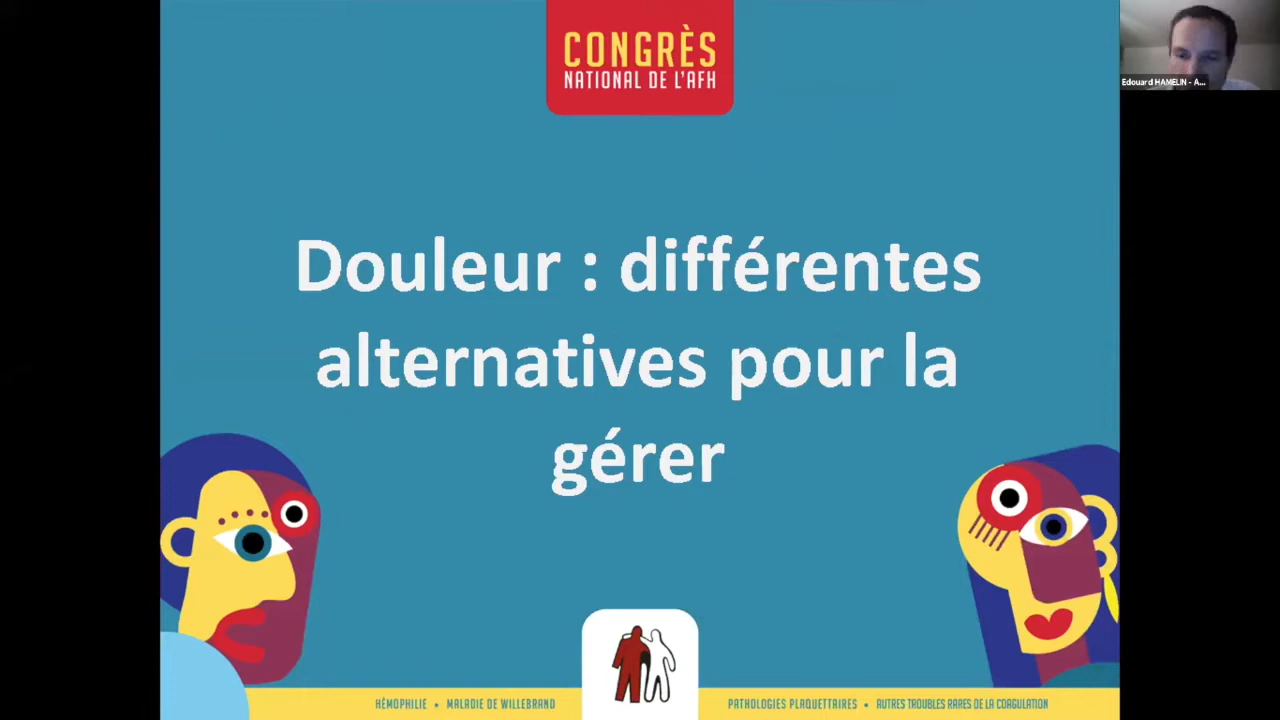 CONGRÈS
NATIONAL DE L'AFH
Edouard HAMELIN - A...
Douleur : différentes
alternatives pour la
gérer
HÉMOPHILIE • MALADIE DE WILLEBRAND
PATHOLOGIES PLAQUETTAIRES • AUTRES TROUBLES RARES DE LA COAGULATION